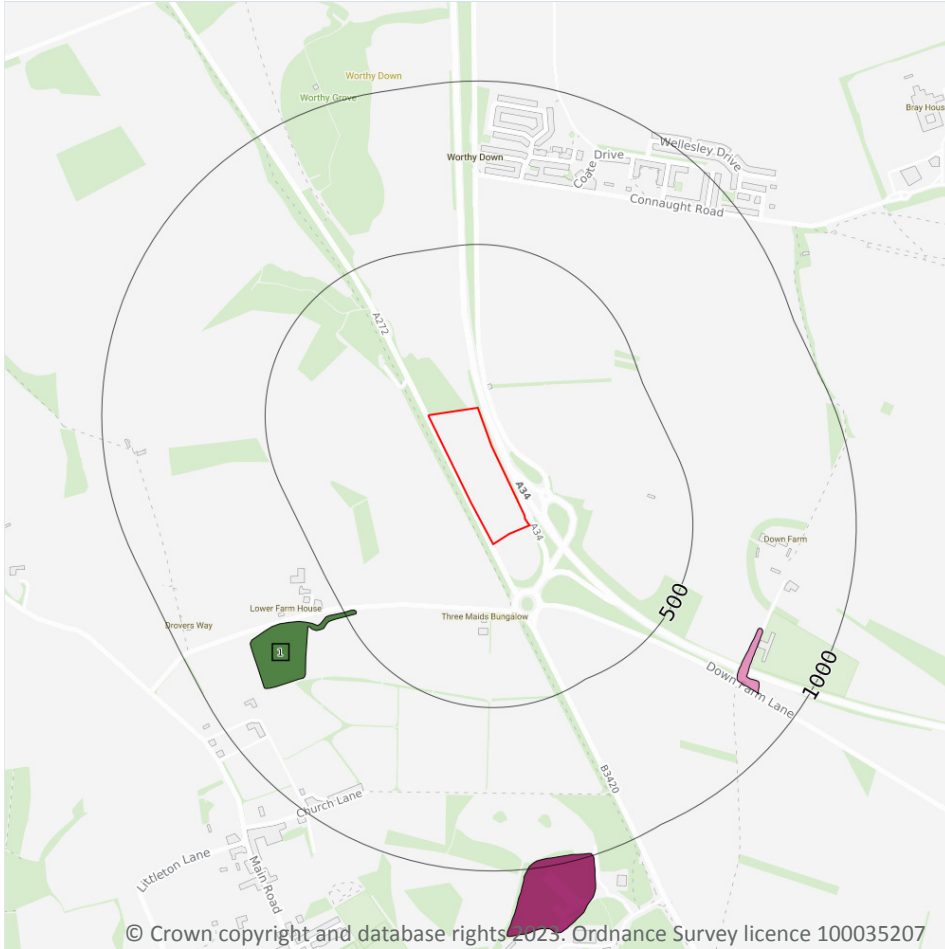 Worthy Down
Worthy Grove
Bray Hous
Wellesley Drive
Worthy Down
Drive
Coate
Connaught Road
A272
A34
A34
Down Farm
500
Lower Farm House
Three Maids Bungalow
Drovers Way
1
1000
Down Farm Lane
B3420
Church Lane
Littleton Lane
Main Road
© Crown copyright and database rights 2023. Ordnance Survey licence 100035207